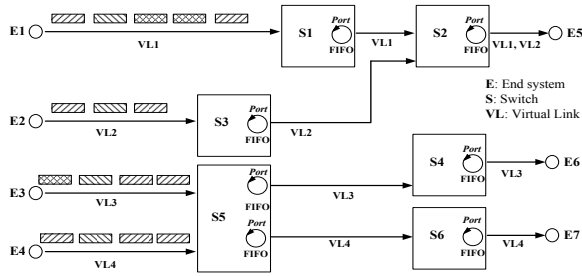 Port
Port
E1
S1
VL1
S2
VL1, VL2
E5
FIFO
FIFO
VL1
E: End system
S: Switch
VL: Virtual Link
Port
E2
S3
VL2
VL2
FIFO
Port
Port
S4
E6
E3
VL3
VL3
VL3
FIFO
FIFO
S5
Port
Port
E4
VL4
S6
E7
VL4
VL4
FIFO
FIFO